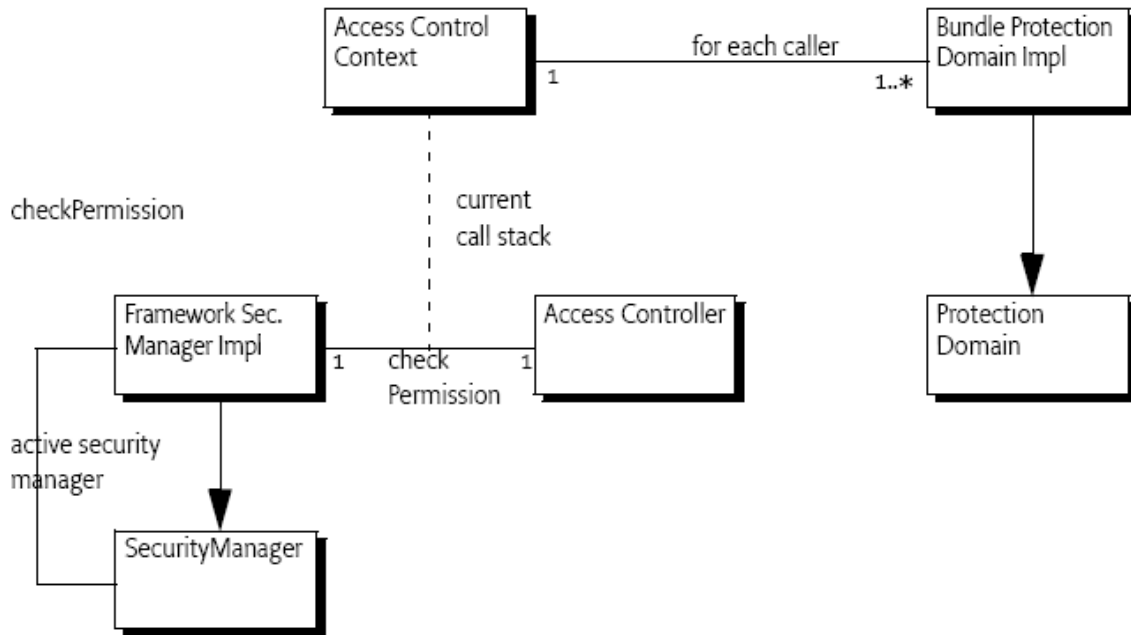 Access Control
Context
for each caller
Bundle Protection
Domain Impl
1
1..*
checkPermission
current
call stack
Framework Sec.
Manager Impl
Access Controller
Protection
Domain
1
check
Permission
1
active security
manager
SecurityManager